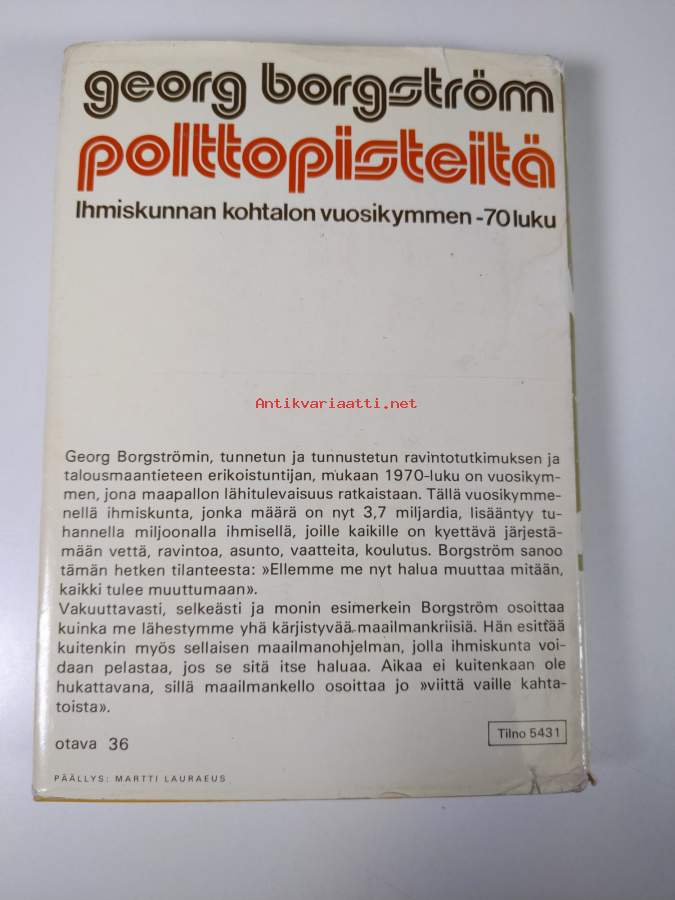 georg borgström
polttopisteitä
Ihmiskunnan kohtalon vuosikymmen -70 luku
Antikvariaatti.net
Georg Borgströmin, tunnetun ja tunnustetun ravintotutkimuksen ja
talousmaantieteen erikoistuntijan, mukaan 1970-luku on vuosikym-
men, jona maapallon lähitulevaisuus ratkaistaan. Tällä vuosikymme-
nellä ihmiskunta, jonka määrä on nyt 3,7 miljardia, lisääntyy tu-
hannella miljoonalla ihmisellä, joille kaikille on kyettävä järjestä-
mään vettä, ravintoa, asunto, vaatteita, koulutus. Borgström sanoo
tämän hetken tilanteesta: »Ellemme me nyt halua muuttaa mitään,
kaikki tulee muuttumaan».
Vakuuttavasti, selkeästi ja monin esimerkein Borgström osoittaa
kuinka me lähestymme yhä kärjistyvää maailmankriisiä. Hän esittää
kuitenkin myös sellaisen maailmanohjelman, jolla ihmiskunta voi-
daan pelastaa, jos se sitä itse haluaa. Aikaa ei kuitenkaan ole
hukattavana, sillä maailmankello osoittaa jo »viittä vaille kahta-
toista».
otava 36
Tilno 5431
PÄÄLLYS: MARTTI LAURAEUS